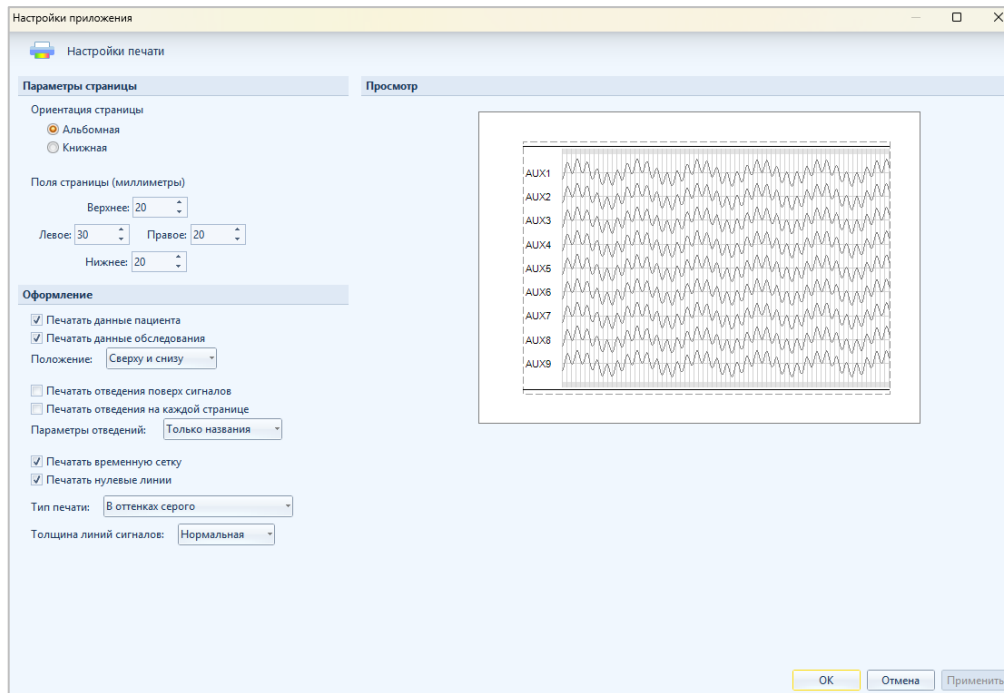 Настройки приложения
Настройки печати
Параметры страницы
Ориентация страницы
Альбомная
Книжная
Поля страницы (миллиметры)
Верхнее: 20
Левое: 30 Правое: 20
Нижнее: 20
Оформление
Печатать данные пациента
Печатать данные обследования
Положение: Сверху и снизу
Печатать отведения поверх сигналов
Печатать отведения на каждой странице
Параметры отведений: Только названия
Печатать временную сетку
Печатать нулевые линии
Тип печати: В оттенках серого
Толщина линий сигналов: Нормальная
Просмотр
AUX1
AUX2
AUX3
AUX4
AUX5
AUX6
AUX7
AUX8
AUX9
ОК Отмена Применить